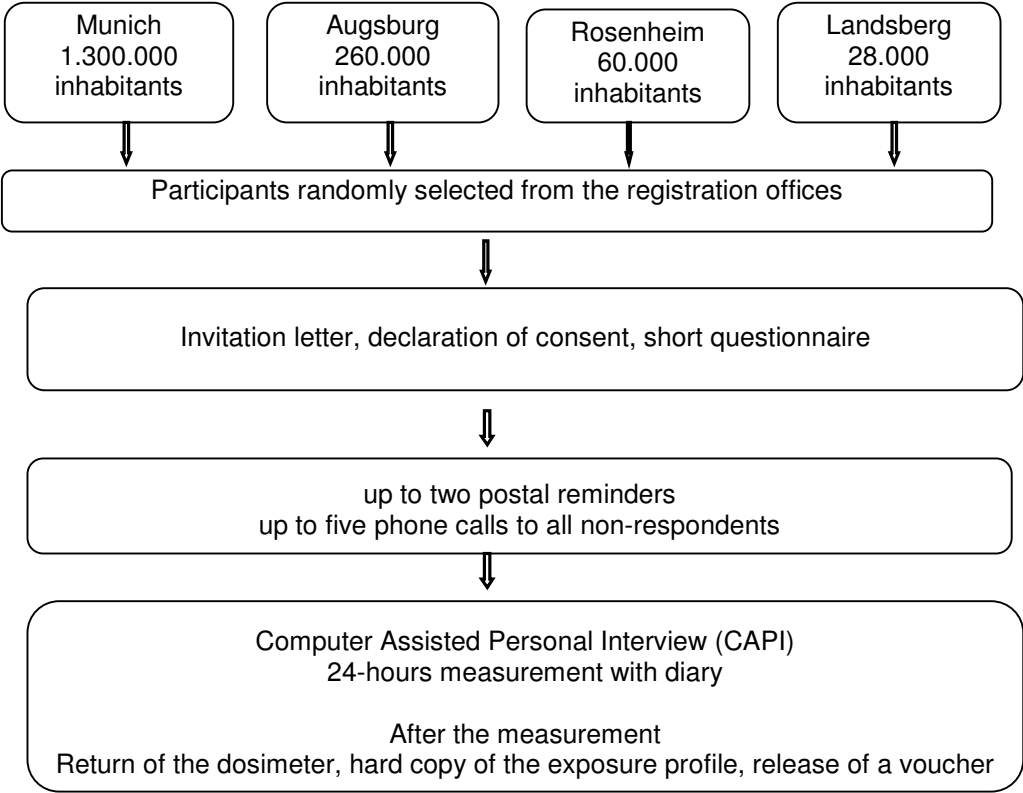 Munich
1.300.000
inhabitants
Augsburg
260.000
inhabitants
Rosenheim
60.000
inhabitants
Landsberg
28.000
inhabitants
Participants randomly selected from the registration offices
Invitation letter, declaration of consent, short questionnaire
up to two postal reminders
up to five phone calls to all non-respondents
Computer Assisted Personal Interview (CAPI)
24-hours measurement with diary
After the measurement
Return of the dosimeter, hard copy of the exposure profile, release of a voucher